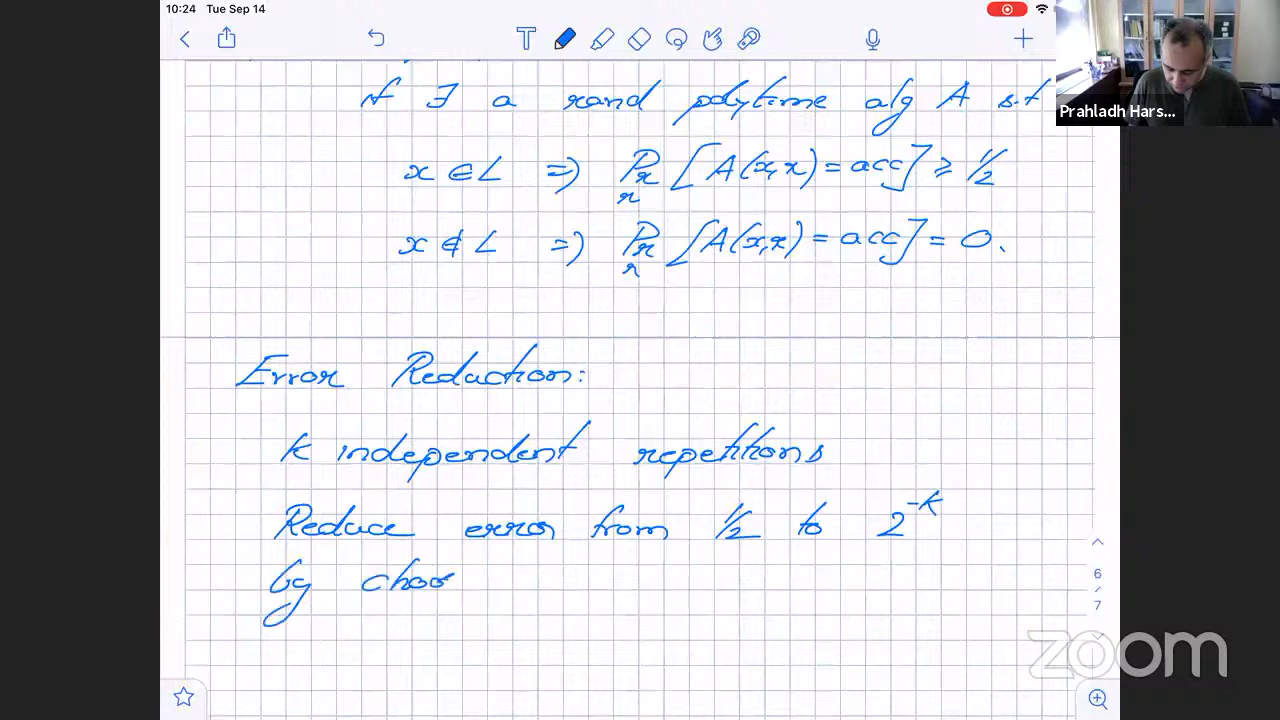 10:24 Tue Sep 14
Prahladh Hars...
if ∃ a rand polytime alg A s.t
x ∈ L => Pr_r [A(x,r) = acc] ≥ 1/2
x ∉ L => Pr_r [A(x,r) = acc] = 0.
Error Reduction:
k independent repetitions
Reduce error from 1/2 to 2^-k
by choo
6
7
zoom